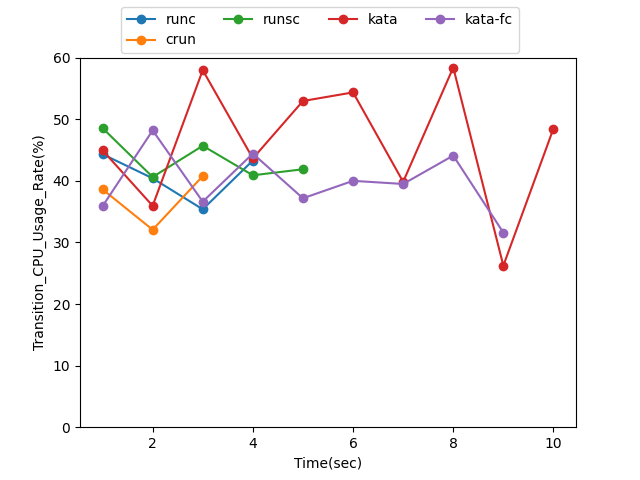 runc runsc kata kata-fc
crun
60
50
40
30
20
10
0
Transition_CPU_Usage_Rate(%)
2 4 6 8 10
Time(sec)